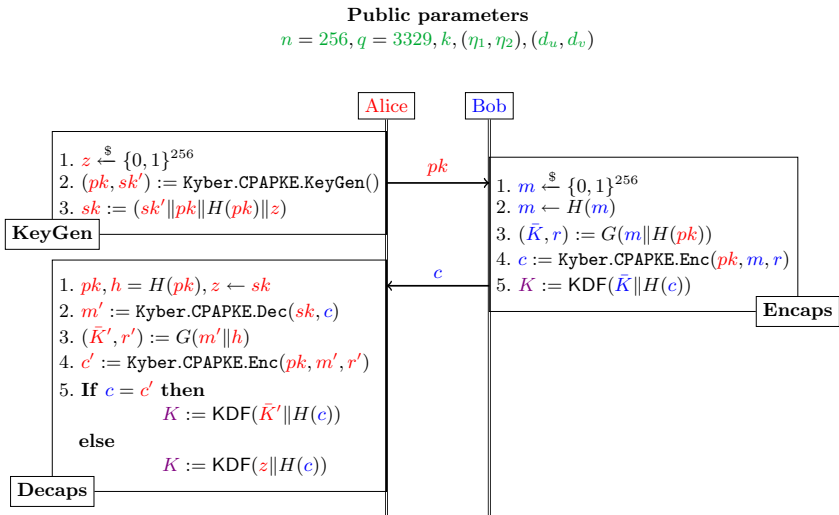 Public parameters
n = 256, q = 3329, k, (η₁, η₂), (d_u, d_v)
Alice
Bob
1. z ←$ {0, 1}²⁵⁶
2. (pk, sk′) := Kyber.CPAPKE.KeyGen()
3. sk := (sk′‖pk‖H(pk)‖z)
KeyGen
pk
1. m ←$ {0, 1}²⁵⁶
2. m ← H(m)
3. (K̄, r) := G(m‖H(pk))
4. c := Kyber.CPAPKE.Enc(pk, m, r)
5. K := KDF(K̄‖H(c))
Encaps
c
1. pk, h = H(pk), z ← sk
2. m′ := Kyber.CPAPKE.Dec(sk, c)
3. (K̄′, r′) := G(m′‖h)
4. c′ := Kyber.CPAPKE.Enc(pk, m′, r′)
5. If c = c′ then
K := KDF(K̄′‖H(c))
else
K := KDF(z‖H(c))
Decaps